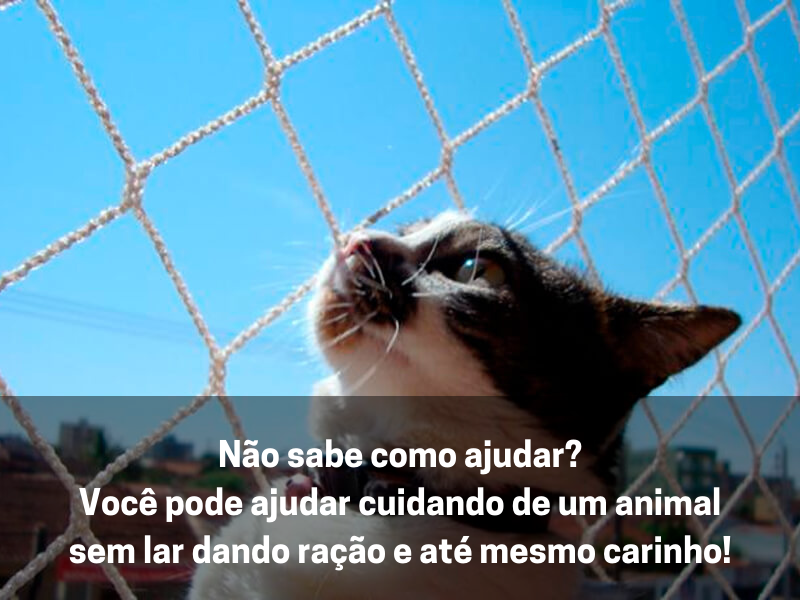 Não sabe como ajudar?
Você pode ajudar cuidando de um animal
sem lar dando ração e até mesmo carinho!